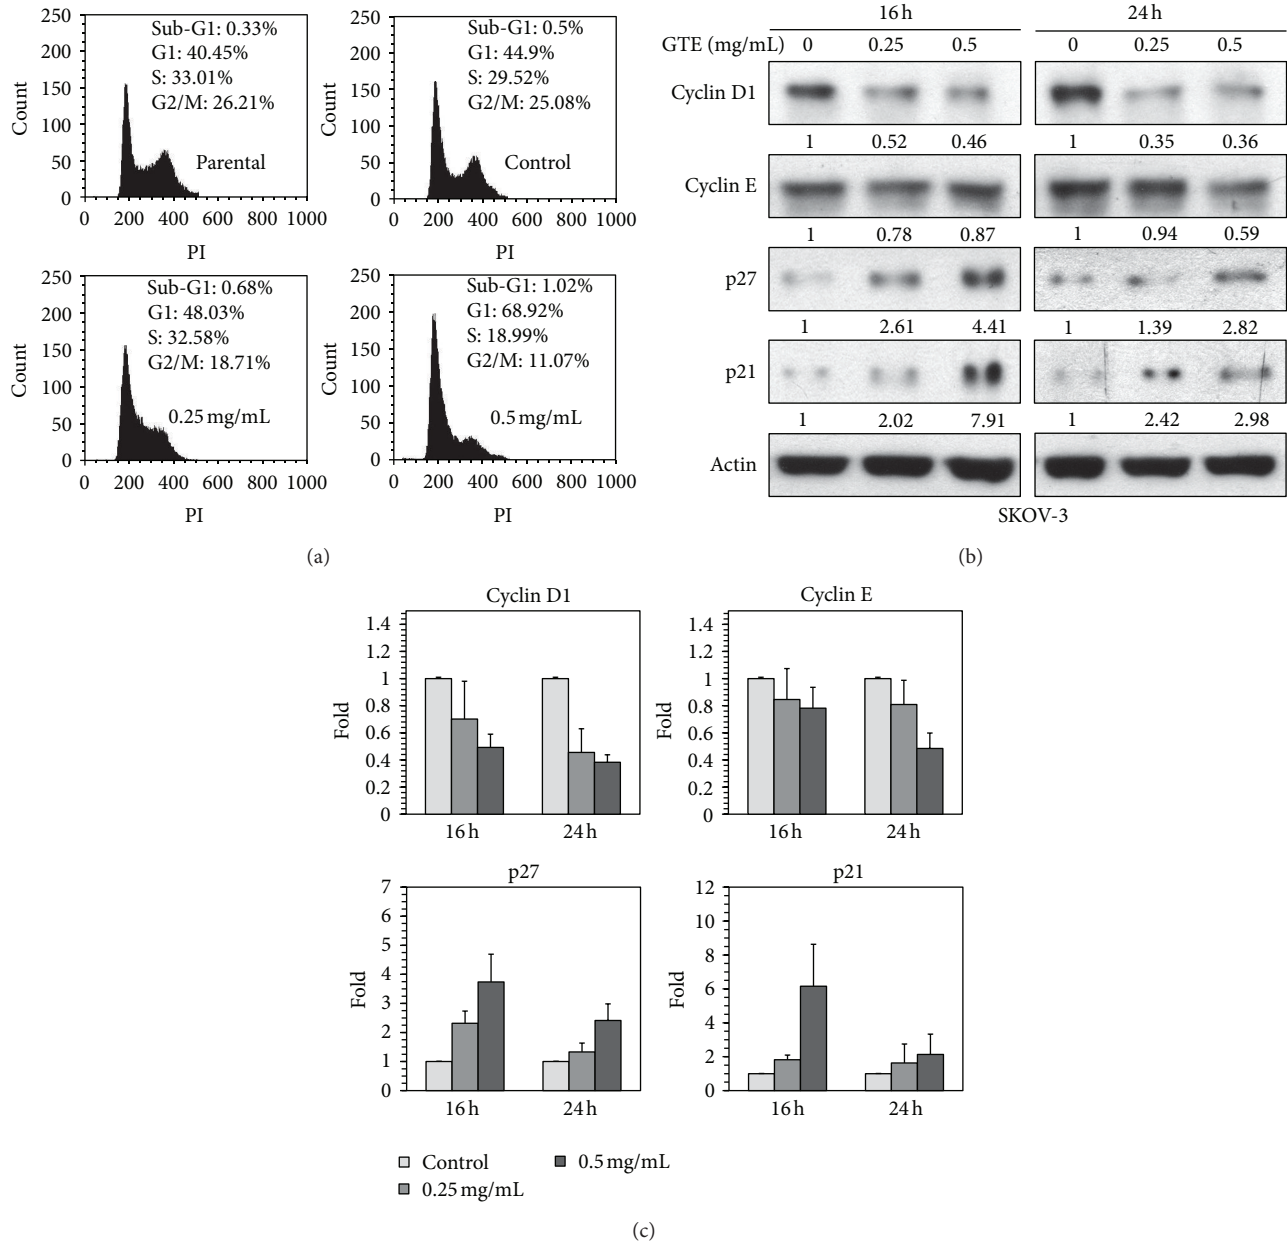 250
200
150
100
50
0
Count
Sub-G1: 0.33%
G1: 40.45%
S: 33.01%
G2/M: 26.21%
Parental
0 200 400 600 800 1000
PI
250
200
150
100
50
0
Count
Sub-G1: 0.5%
G1: 44.9%
S: 29.52%
G2/M: 25.08%
Control
0 200 400 600 800 1000
PI
250
200
150
100
50
0
Count
Sub-G1: 0.68%
G1: 48.03%
S: 32.58%
G2/M: 18.71%
0.25 mg/mL
0 200 400 600 800 1000
PI
250
200
150
100
50
0
Count
Sub-G1: 1.02%
G1: 68.92%
S: 18.99%
G2/M: 11.07%
0.5 mg/mL
0 200 400 600 800 1000
PI
(a)
16 h 24 h
GTE (mg/mL) 0 0.25 0.5 0 0.25 0.5
Cyclin D1
1 0.52 0.46 1 0.35 0.36
Cyclin E
1 0.78 0.87 1 0.94 0.59
p27
1 2.61 4.41 1 1.39 2.82
p21
1 2.02 7.91 1 2.42 2.98
Actin
SKOV-3
(b)
Cyclin D1
1.4
1.2
1
0.8
0.6
0.4
0.2
0
Fold
16 h 24 h
Cyclin E
1.4
1.2
1
0.8
0.6
0.4
0.2
0
Fold
16 h 24 h
p27
7
6
5
4
3
2
1
0
Fold
16 h 24 h
p21
12
10
8
6
4
2
0
Fold
16 h 24 h
Control 0.5 mg/mL
0.25 mg/mL
(c)